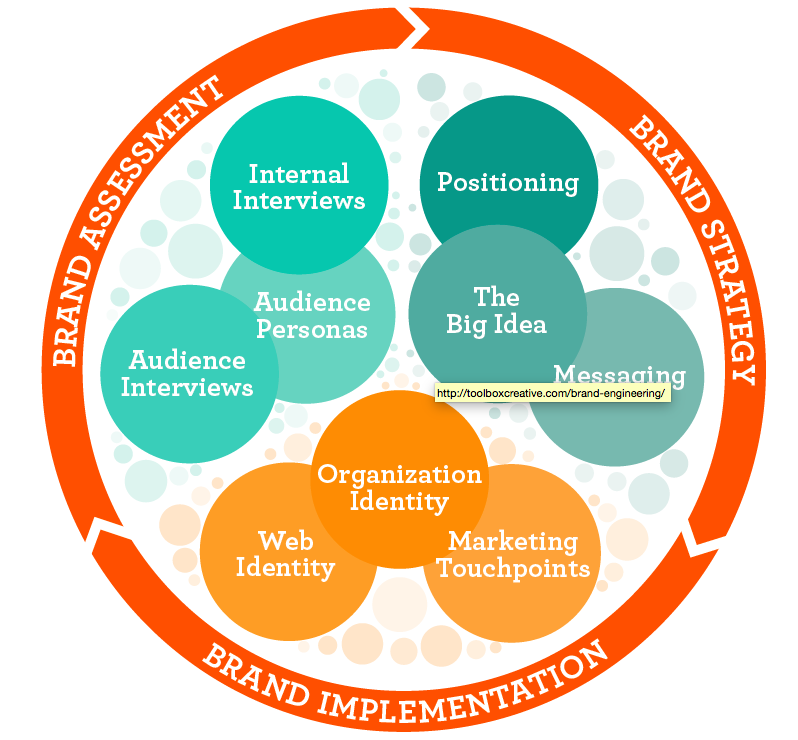 BRAND ASSESSMENT
BRAND STRATEGY
Internal
Interviews
Positioning
Audience
Personas
The
Big Idea
Audience
Interviews
Messaging
http://toolboxcreative.com/brand-engineering/
Organization
Identity
Web
Identity
Marketing
Touchpoints
BRAND IMPLEMENTATION